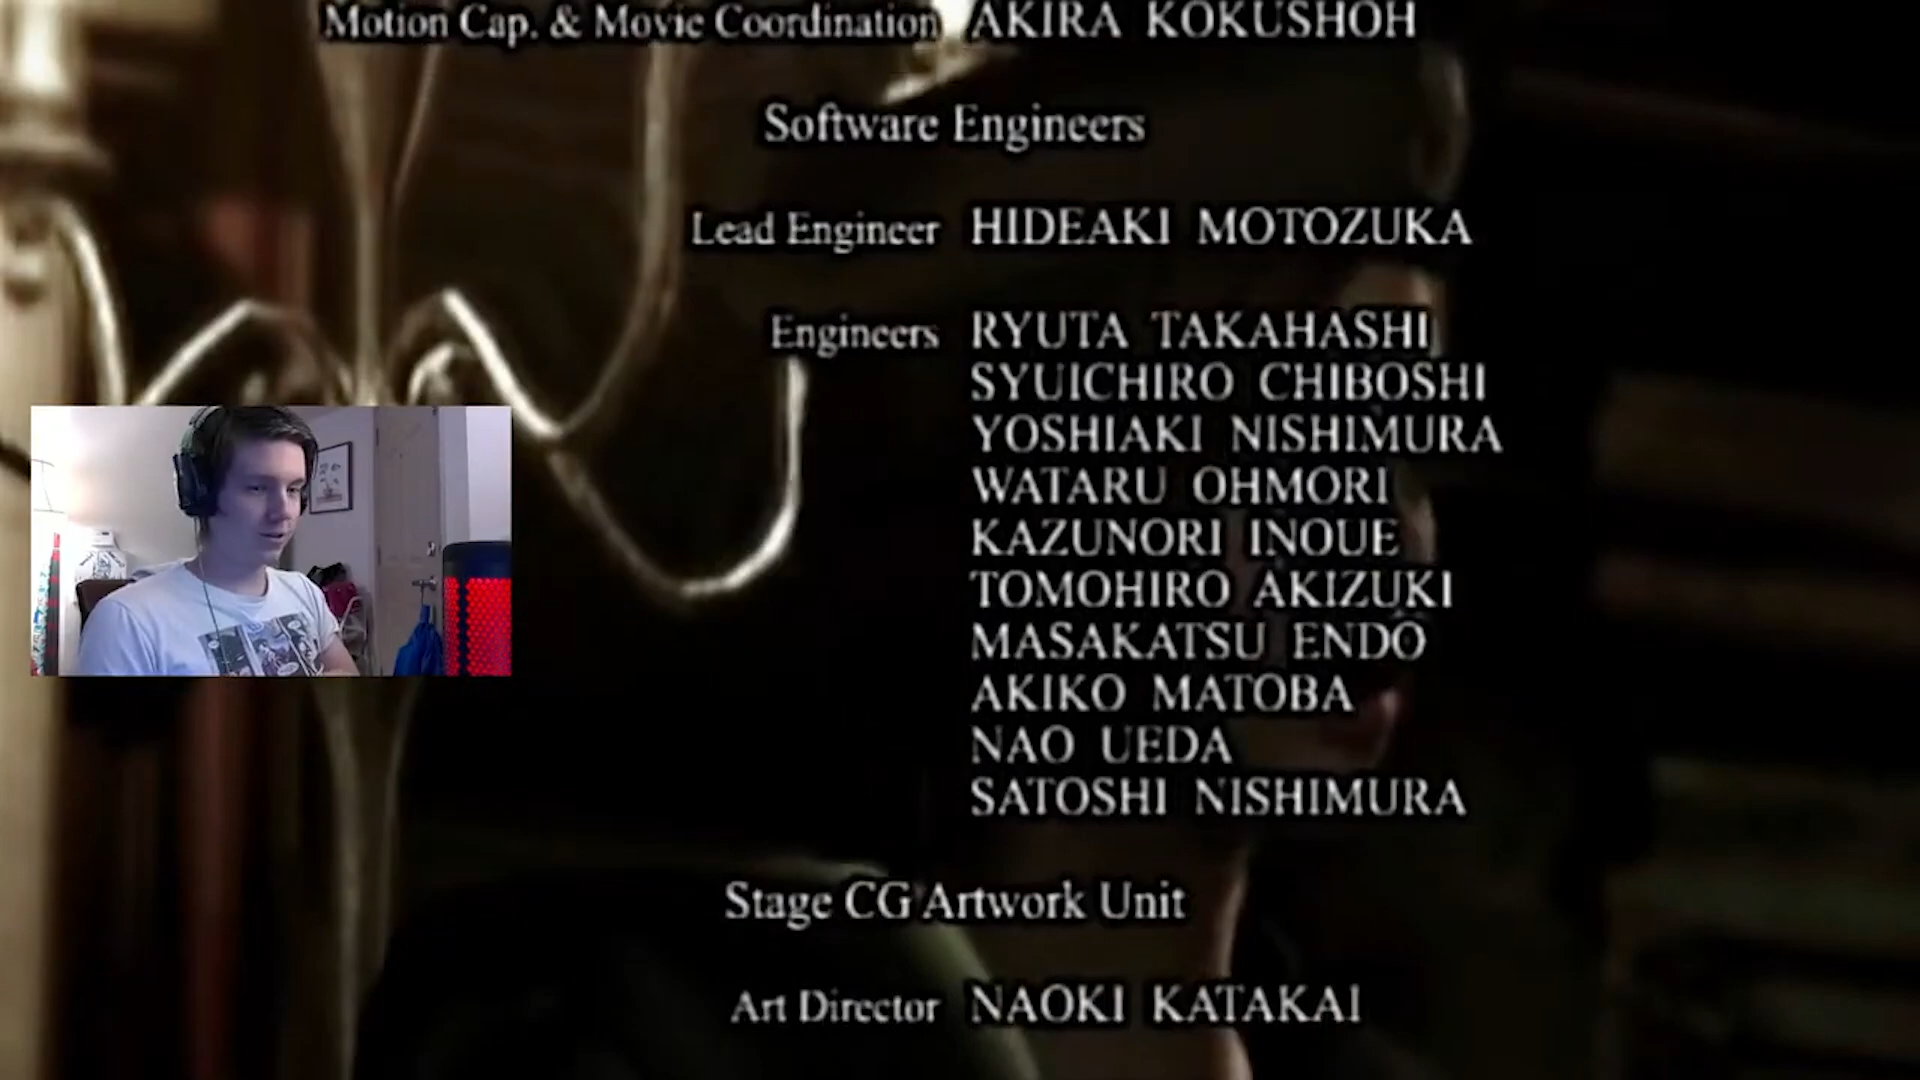 Motion Cap. & Movie Coordination AKIRA KOKUSHOH
Software Engineers
Lead Engineer HIDEAKI MOTOZUKA
Engineers RYUTA TAKAHASHI
SYUICHIRO CHIBOSHI
YOSHIAKI NISHIMURA
WATARU OHMORI
KAZUNORI INOUE
TOMOHIRO AKIZUKI
MASAKATSU ENDO
AKIKO MATOBA
NAO UEDA
SATOSHI NISHIMURA
Stage CG Artwork Unit
Art Director NAOKI KATAKAI